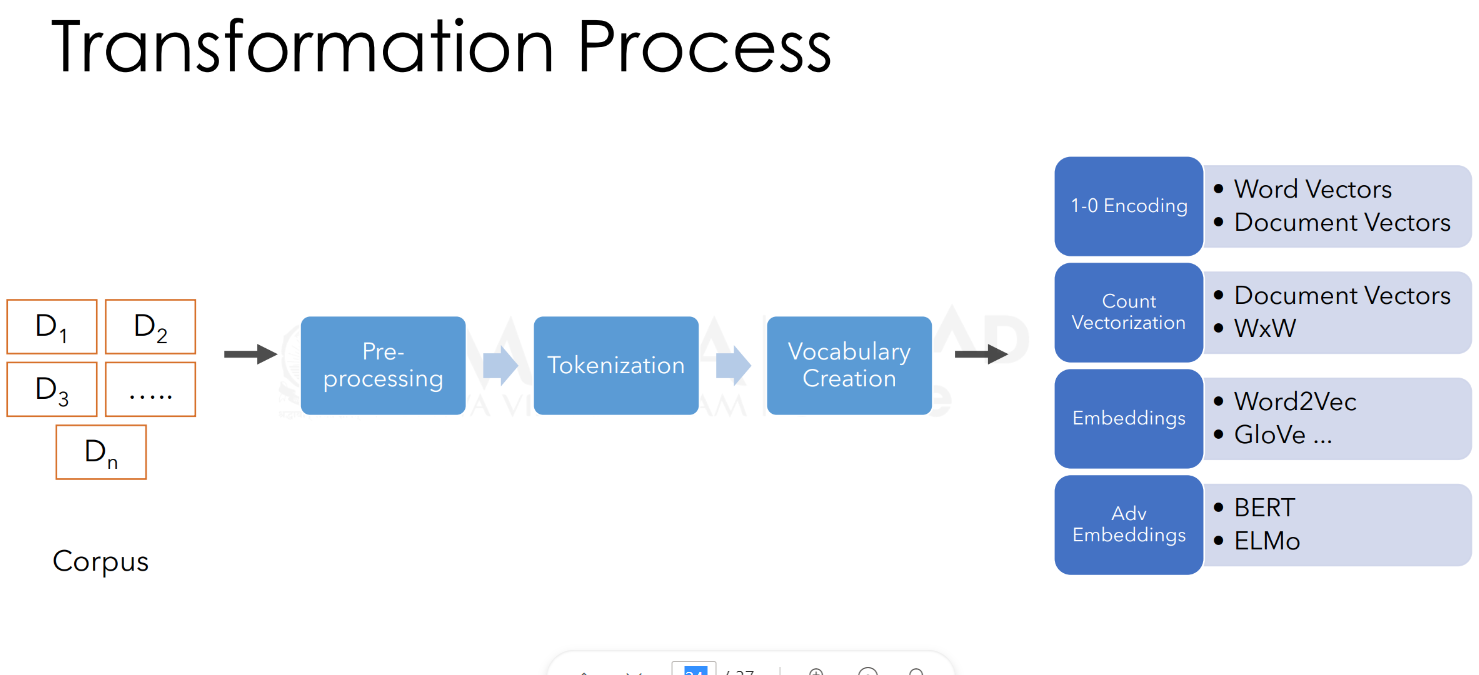 Transformation Process
D1
D2
D3
.....
Dn
Corpus
Pre-
processing
Tokenization
Vocabulary
Creation
1-0 Encoding
• Word Vectors
• Document Vectors
Count
Vectorization
• Document Vectors
• WxW
Embeddings
• Word2Vec
• GloVe ...
Adv
Embeddings
• BERT
• ELMo